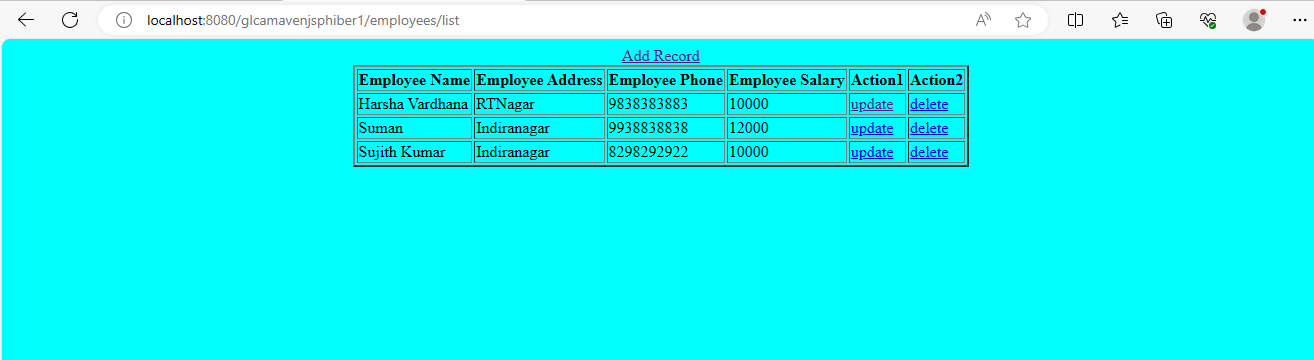 localhost:8080/glcamavenjsphiber1/employees/list
Add Record
Employee Name Employee Address Employee Phone Employee Salary Action1 Action2
Harsha Vardhana RTNagar 9838383883 10000 update delete
Suman Indiranagar 9938838838 12000 update delete
Sujith Kumar Indiranagar 8298292922 10000 update delete